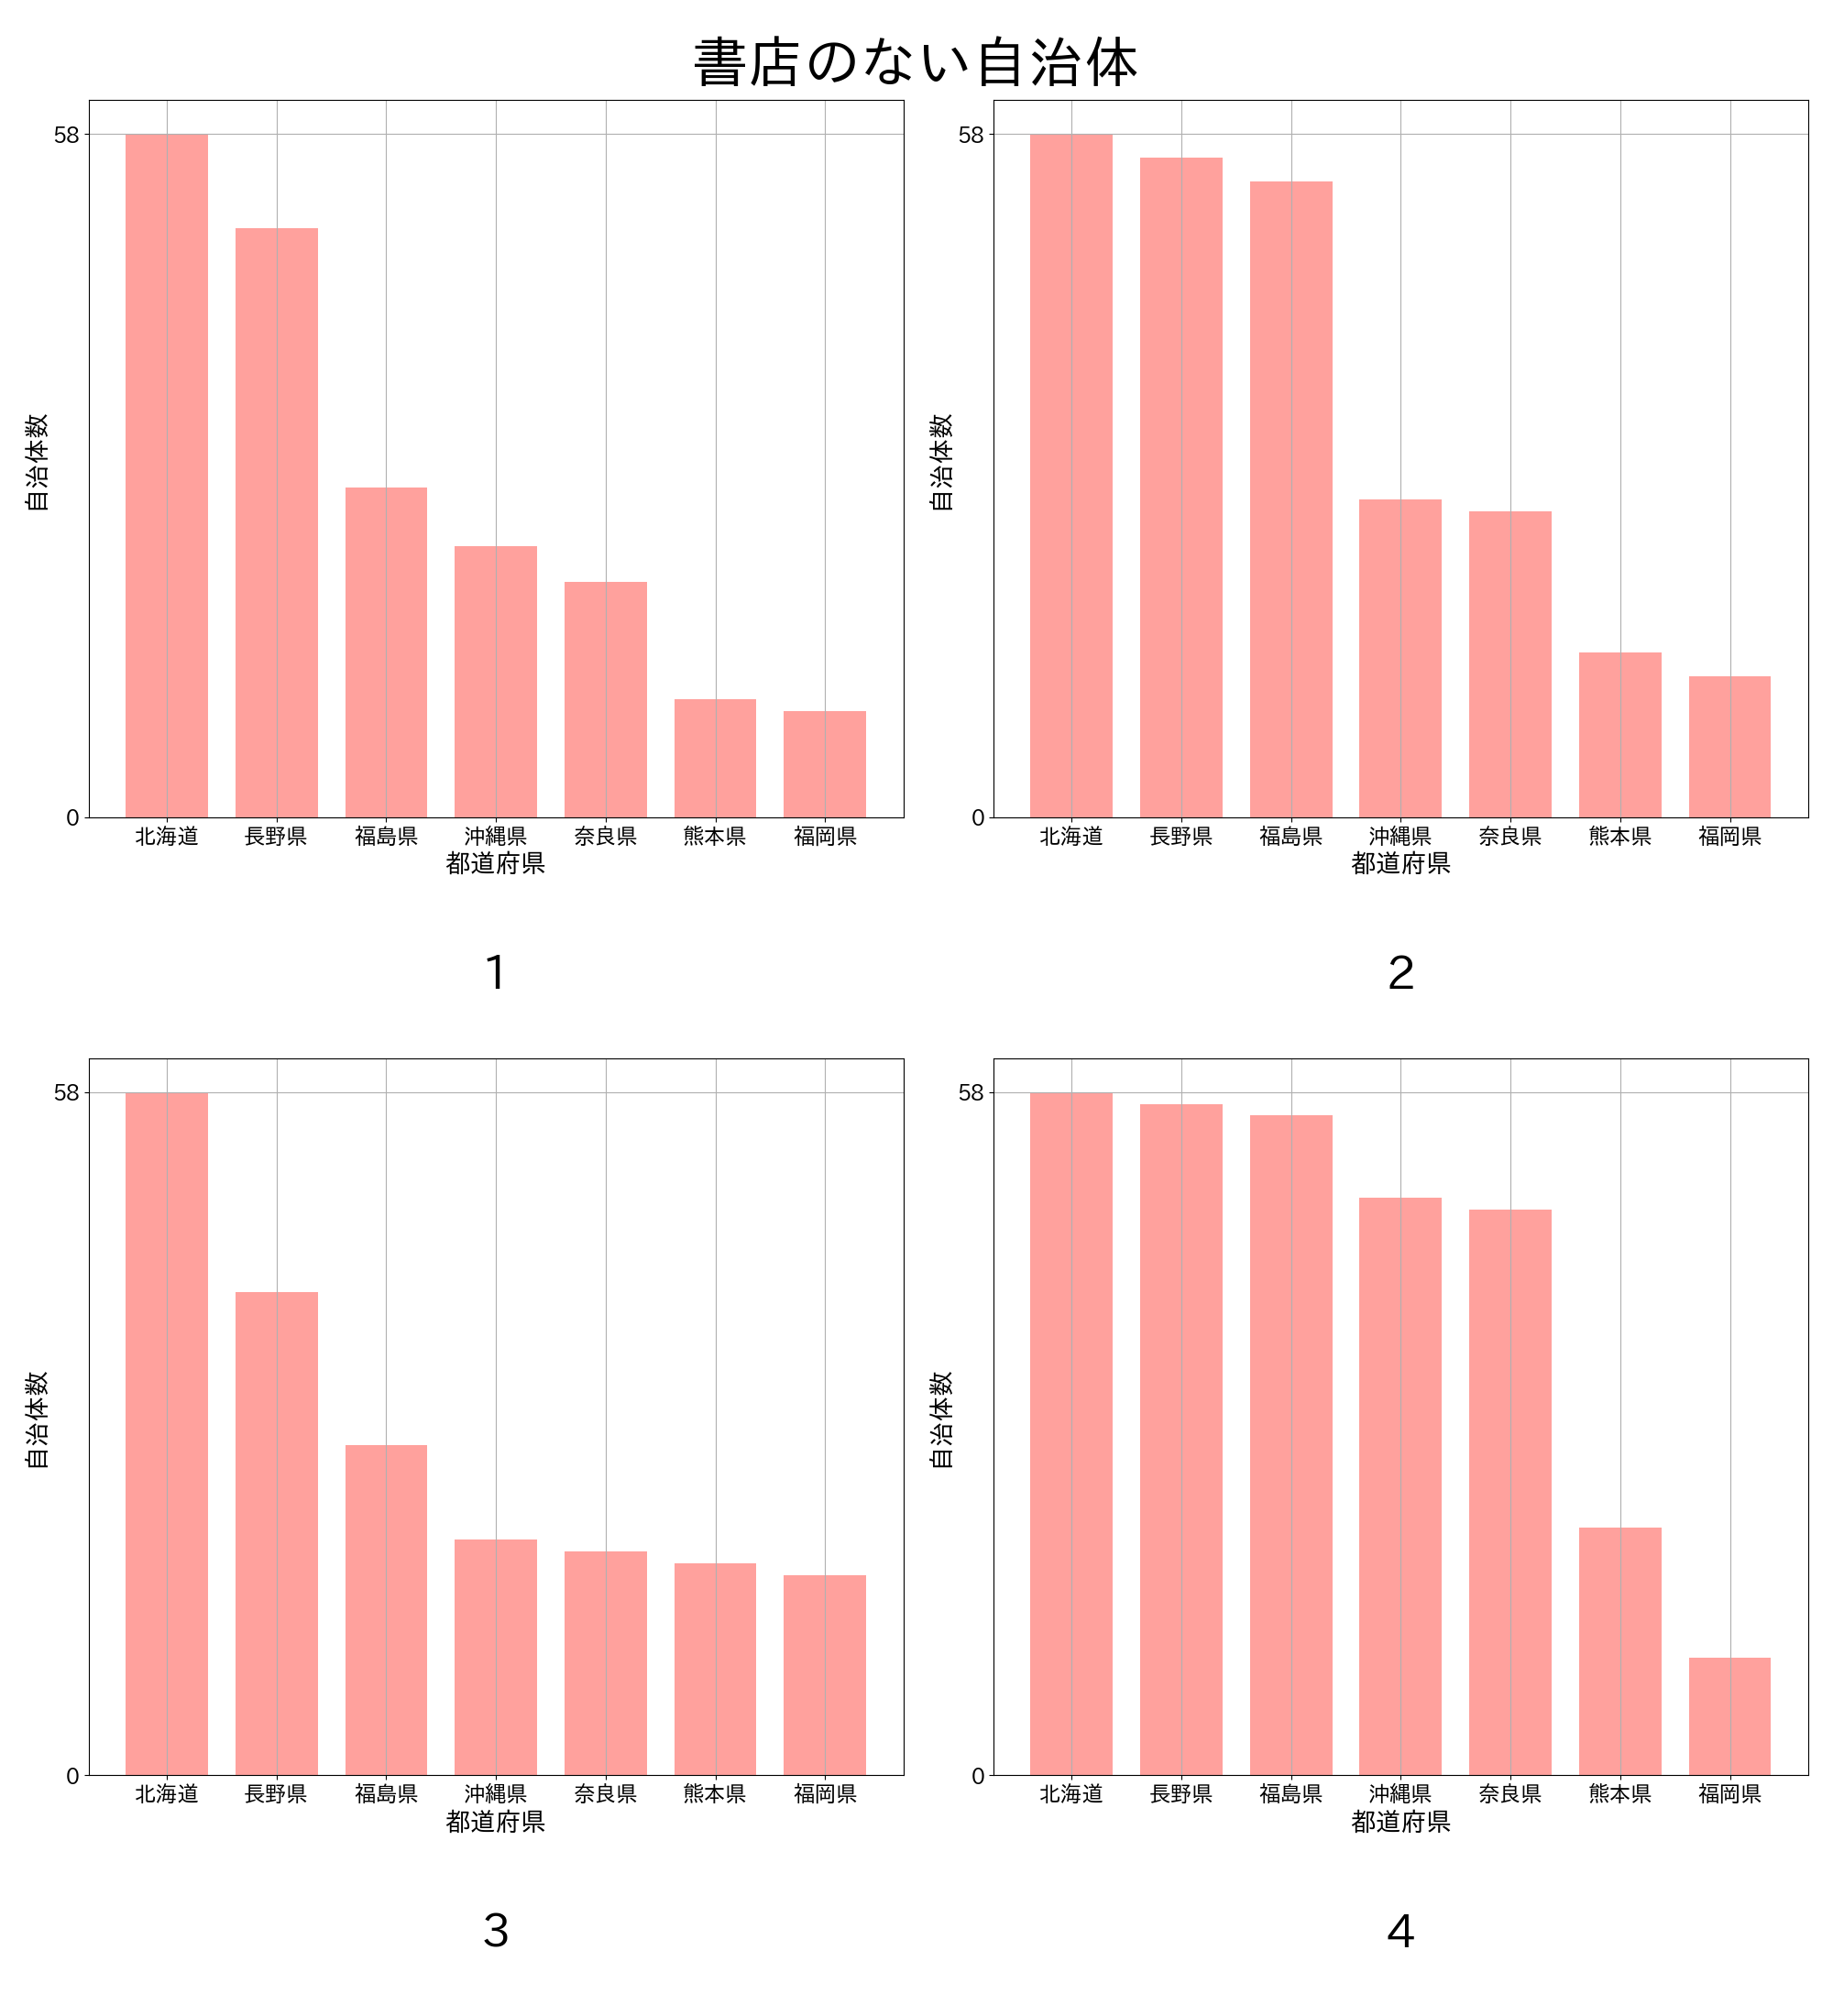 書店のない自治体
58
0
自治体数
北海道 長野県 福島県 沖縄県 奈良県 熊本県 福岡県
都道府県
1
58
0
自治体数
北海道 長野県 福島県 沖縄県 奈良県 熊本県 福岡県
都道府県
2
58
0
自治体数
北海道 長野県 福島県 沖縄県 奈良県 熊本県 福岡県
都道府県
3
58
0
自治体数
北海道 長野県 福島県 沖縄県 奈良県 熊本県 福岡県
都道府県
4